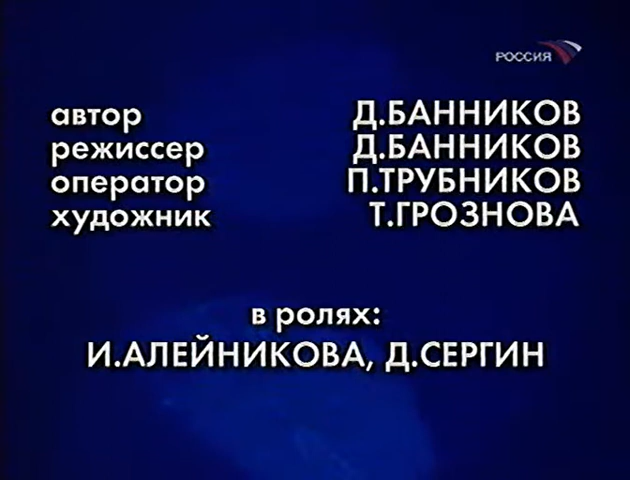 РОССИЯ
автор Д.БАННИКОВ
режиссер Д.БАННИКОВ
оператор П.ТРУБНИКОВ
художник Т.ГРОЗНОВА
в ролях:
И.АЛЕЙНИКОВА, Д.СЕРГИН